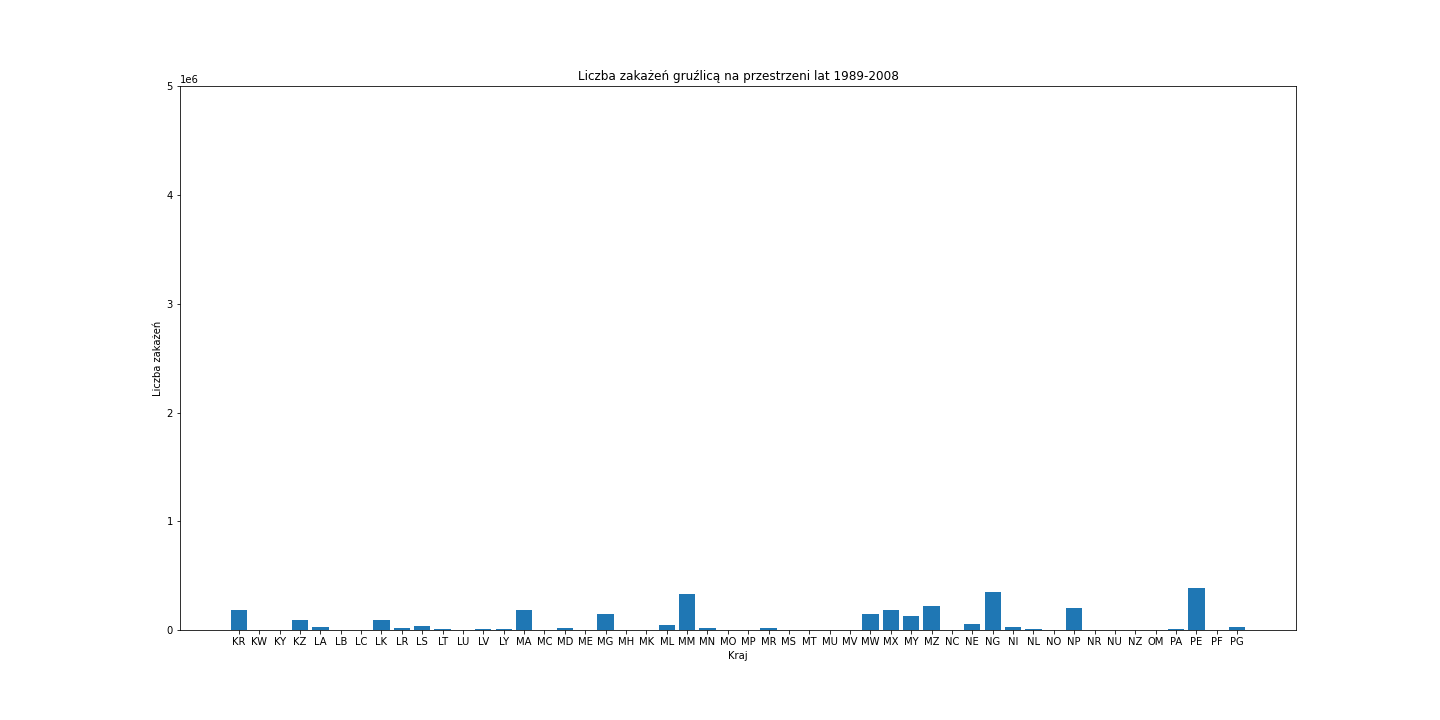 Liczba zakażeń gruźlicą na przestrzeni lat 1989-2008
1e6
5
4
3
2
1
0
Liczba zakażeń
KR KW KY KZ LA LB LC LK LR LS LT LU LV LY MA MC MD ME MG MH MK ML MM MN MO MP MR MS MT MU MV MW MX MY MZ NC NE NG NI NL NO NP NR NU NZ OM PA PE PF PG
Kraj